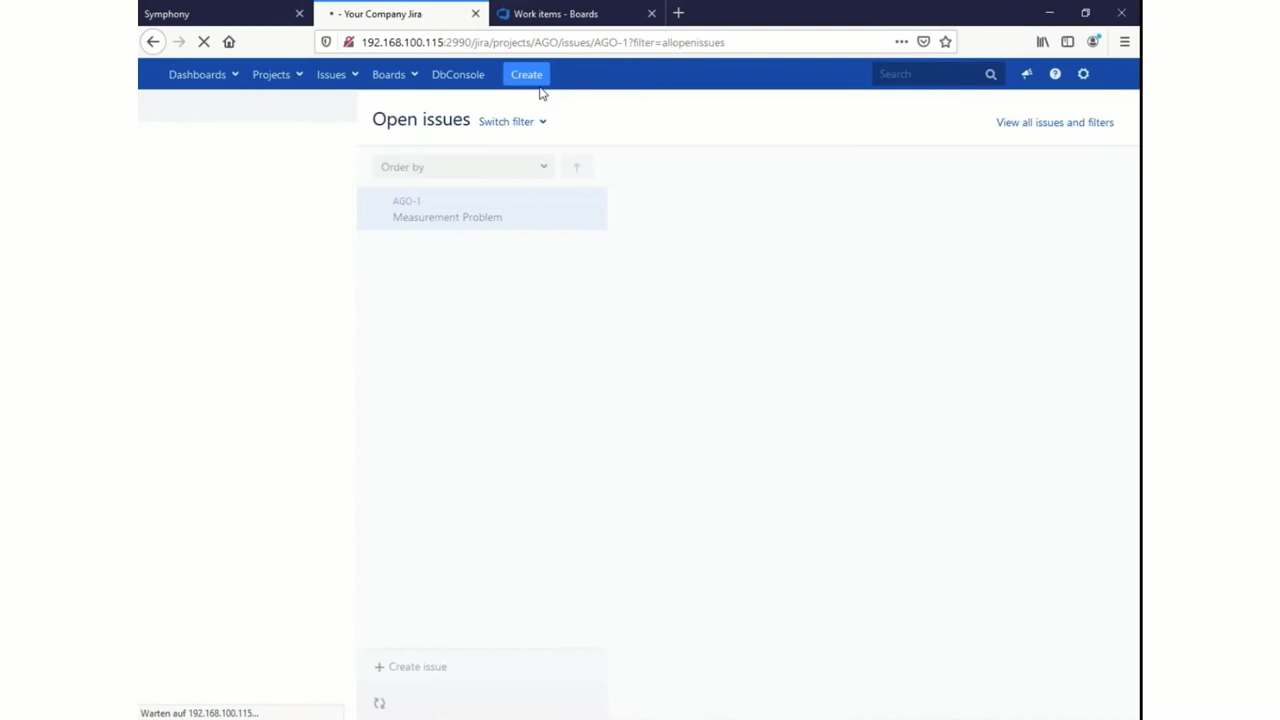 Symphony
• - Your Company Jira
Work items - Boards
192.168.100.115:2990/jira/projects/AGO/issues/AGO-1?filter=allopenissues
Dashboards Projects Issues Boards DbConsole Create Search
Open issues Switch filter View all issues and filters
Order by
AGO-1
Measurement Problem
+ Create issue
Warten auf 192.168.100.115...